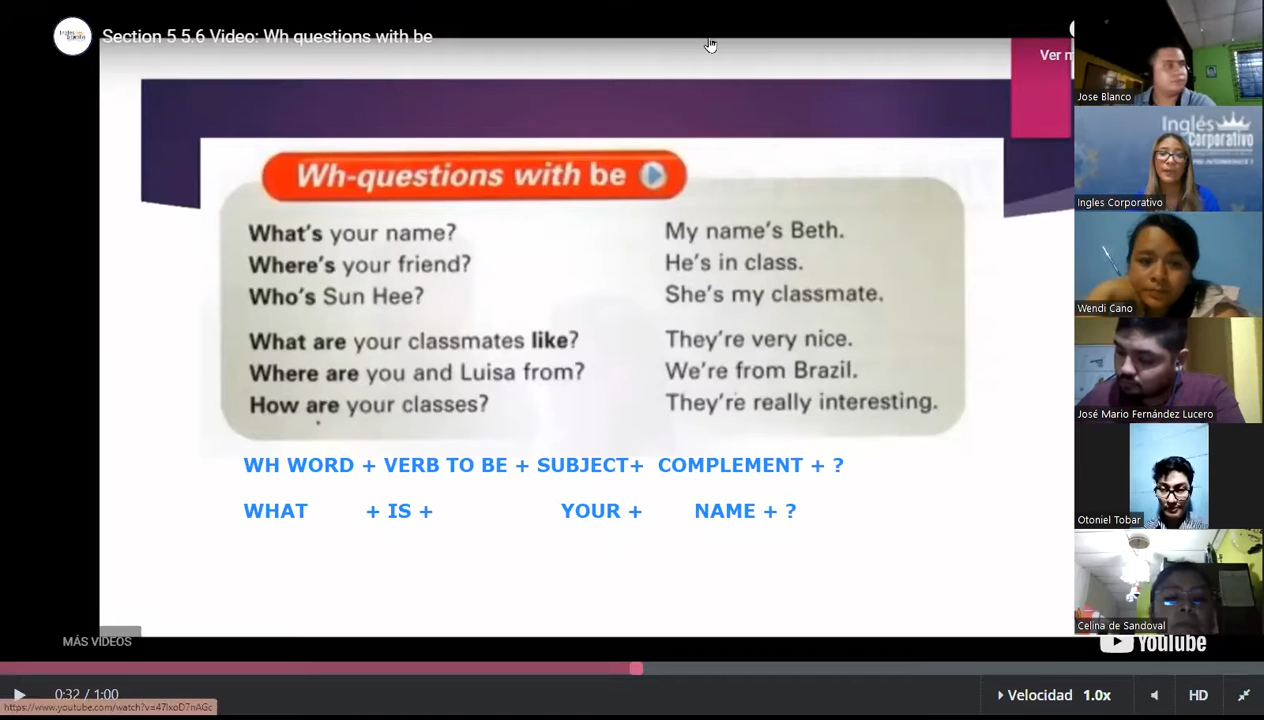 Section 5 5.6 Video: Wh questions with be
Ver m
Wh-questions with be
What's your name?
My name's Beth.
Where's your friend?
He's in class.
Who's Sun Hee?
She's my classmate.
What are your classmates like?
They're very nice.
Where are you and Luisa from?
We're from Brazil.
How are your classes?
They're really interesting.
WH WORD + VERB TO BE + SUBJECT+ COMPLEMENT + ?
WHAT + IS + YOUR + NAME + ?
MÁS VIDEOS
YouTube
0:32 / 1:00
Velocidad 1.0x
HD
https://www.youtube.com/watch?v=47lxoD7nAGc
Jose Blanco
Inglés
Corporativo
Ingles Corporativo
Wendi Cano
José Mario Fernández Lucero
Otoniel Tobar
Celina de Sandoval